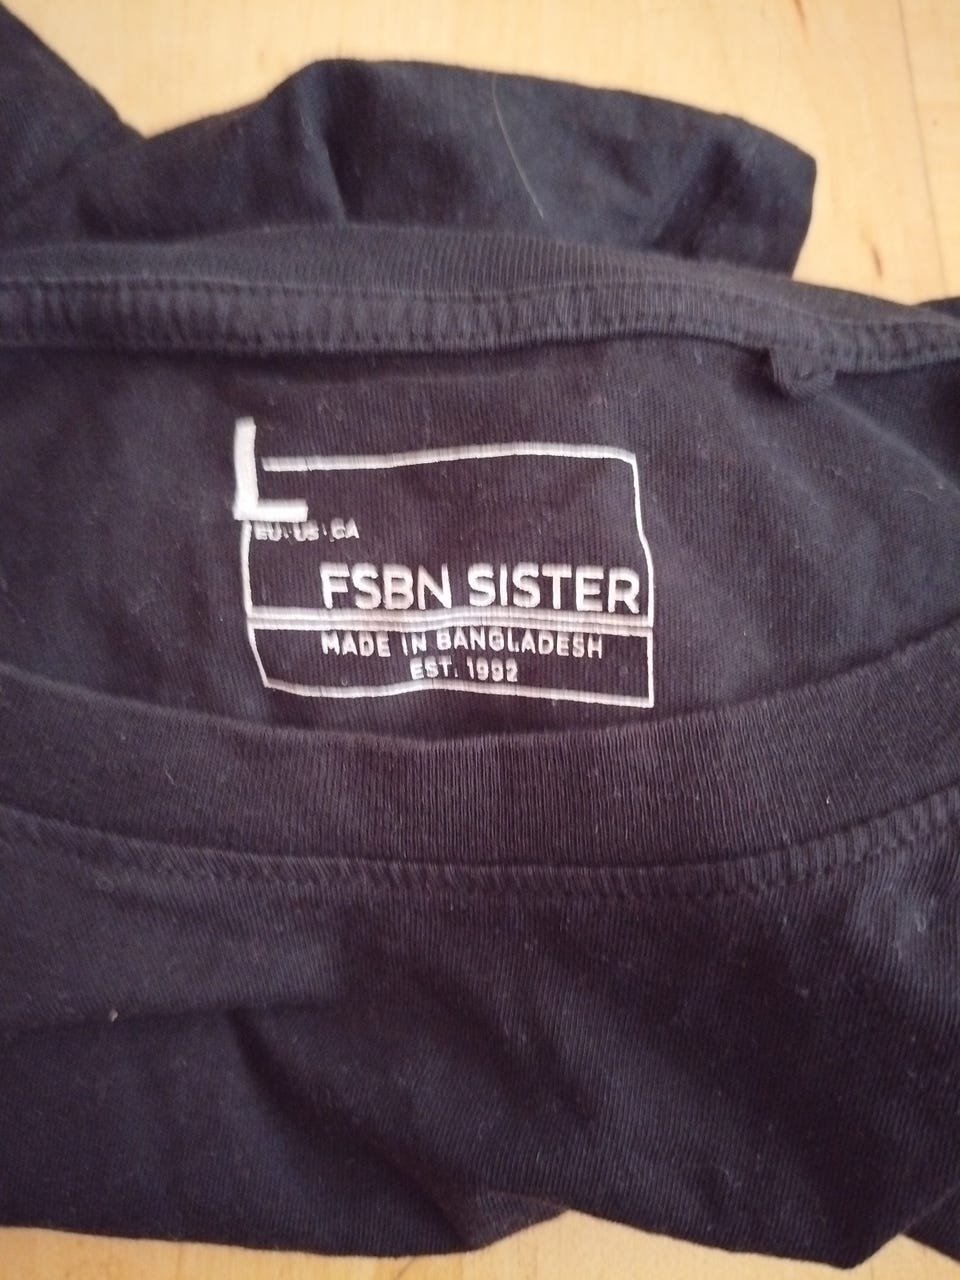 L
EU · US · CA
FSBN SISTER
MADE IN BANGLADESH
EST. 1992